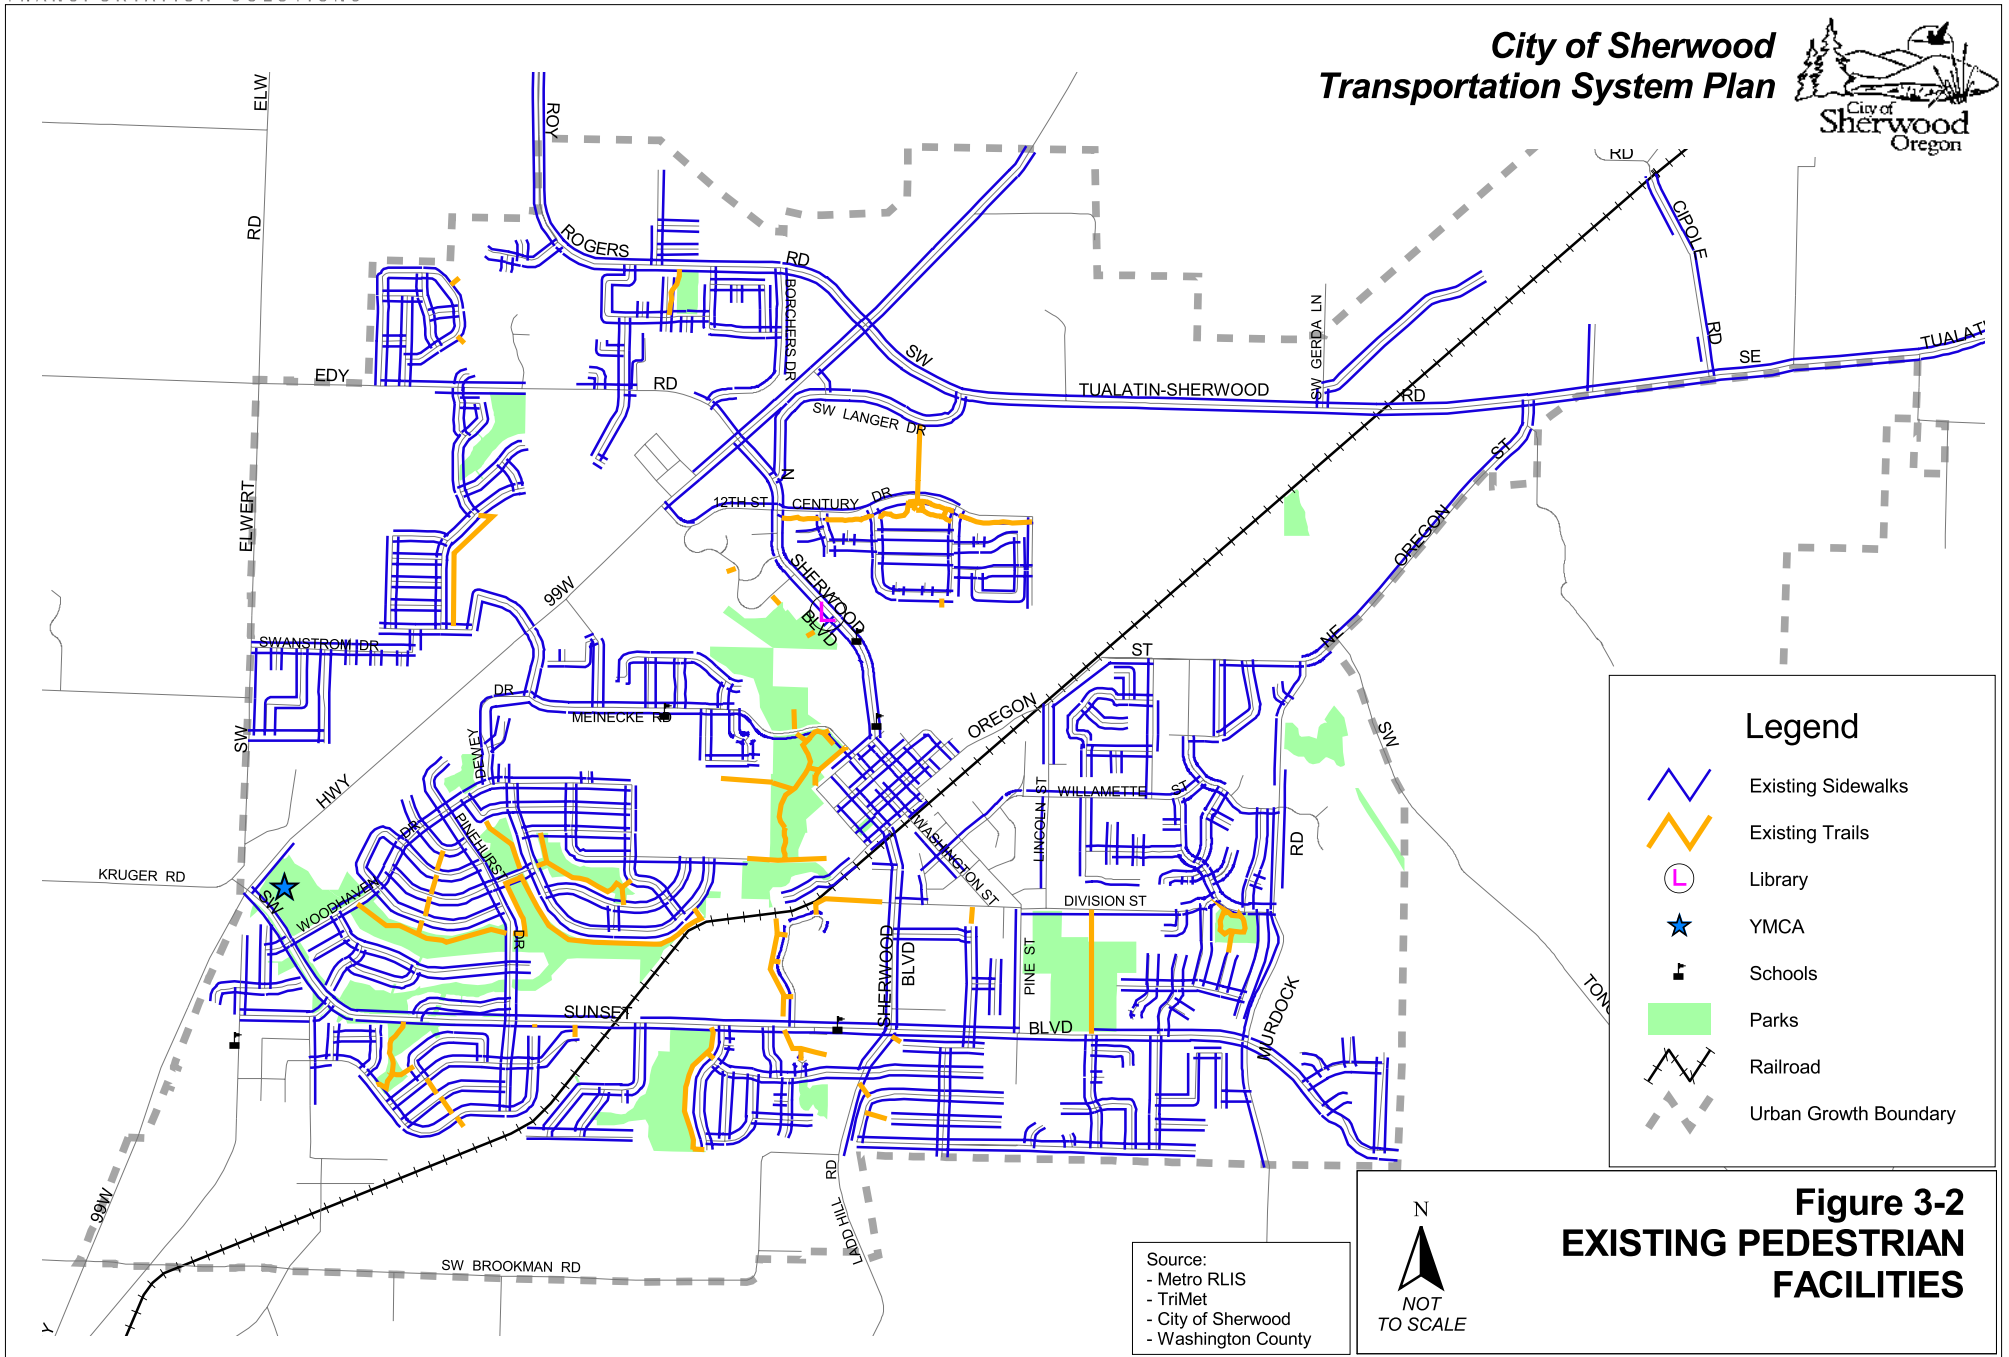 City of Sherwood
Transportation System Plan
City of
Sherwood
Oregon
ELW
RD
ROY
ROGERS
RD
BORCHERS DR
SW
EDY
RD
SW LANGER DR
TUALATIN-SHERWOOD
RD
SW GERDA LN
RD
CIPOLE
RD
SE
TUALAT
N
12TH ST
CENTURY
DR
SHERWOOD
BLVD
L
99W
HWY
ELWERT
SW
SWANSTROM DR
DR
MEINECKE RD
DEWEY
OREGON
ST
OREGON
ST
NE
SW
TONQ
WILLAMETTE
ST
LINCOLN ST
WASHINGTON ST
DIVISION ST
RD
MURDOCK
PINE ST
SHERWOOD
BLVD
KRUGER RD
SW
WOODHAVEN
DR
PINEHURST
DR
SUNSET
BLVD
99W
Y
SW BROOKMAN RD
LADD HILL
RD
Legend
Existing Sidewalks
Existing Trails
L
Library
YMCA
Schools
Parks
Railroad
Urban Growth Boundary
Source:
- Metro RLIS
- TriMet
- City of Sherwood
- Washington County
N
NOT
TO SCALE
Figure 3-2
EXISTING PEDESTRIAN
FACILITIES